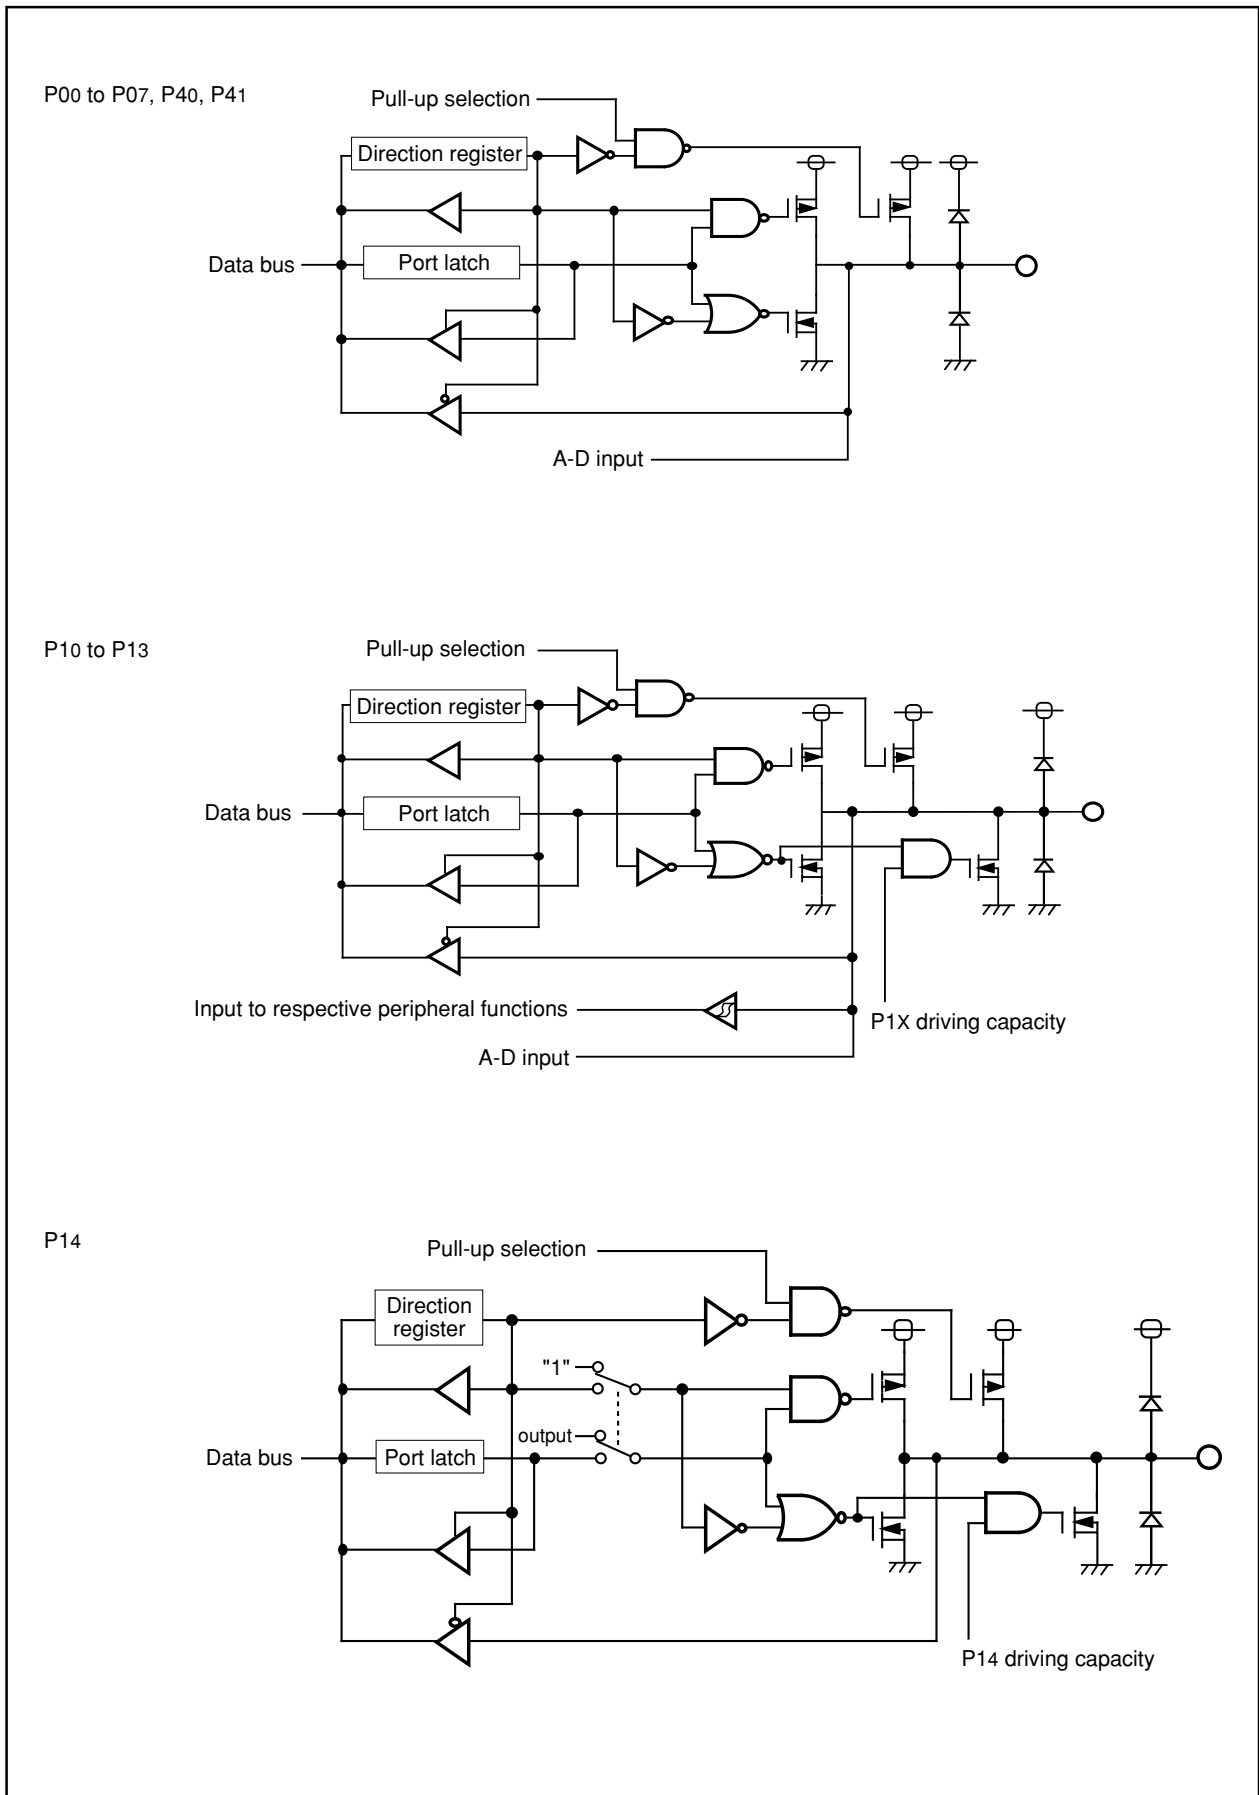 P00 to P07, P40, P41
Pull-up selection
Direction register
Data bus
Port latch
A-D input
P10 to P13
Pull-up selection
Direction register
Data bus
Port latch
Input to respective peripheral functions
P1X driving capacity
A-D input
P14
Pull-up selection
Direction
register
"1"
output
Data bus
Port latch
P14 driving capacity